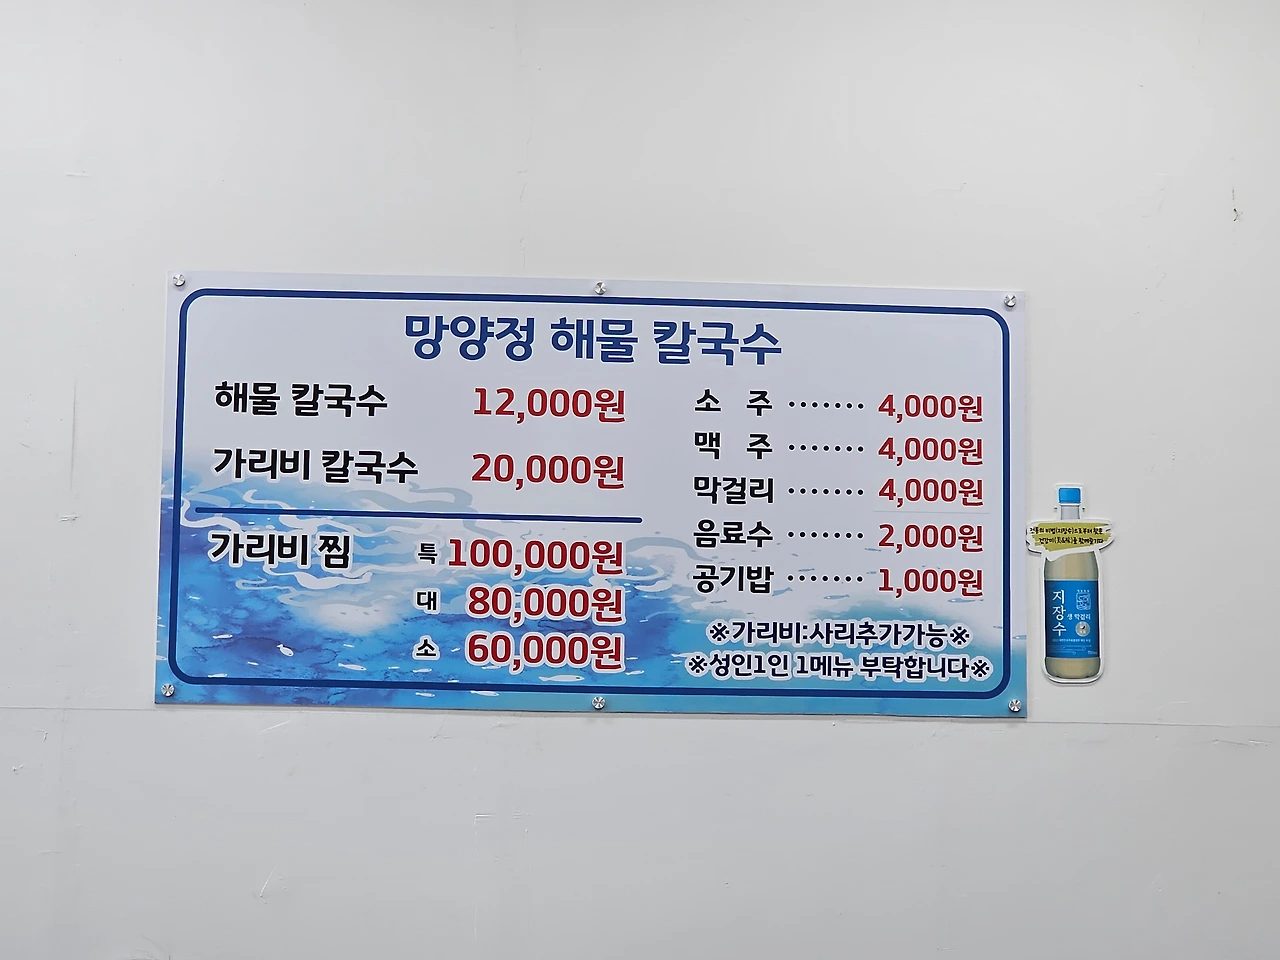 망양정 해물 칼국수
해물 칼국수 12,000원
가리비 칼국수 20,000원
가리비 찜 특 100,000원
대 80,000원
소 60,000원
소 주 ······· 4,000원
맥 주 ······· 4,000원
막걸리 ······· 4,000원
음료수 ······· 2,000원
공기밥 ······· 1,000원
※가리비:사리추가가능※
※성인1인 1메뉴 부탁합니다※
지장수
생 막걸리